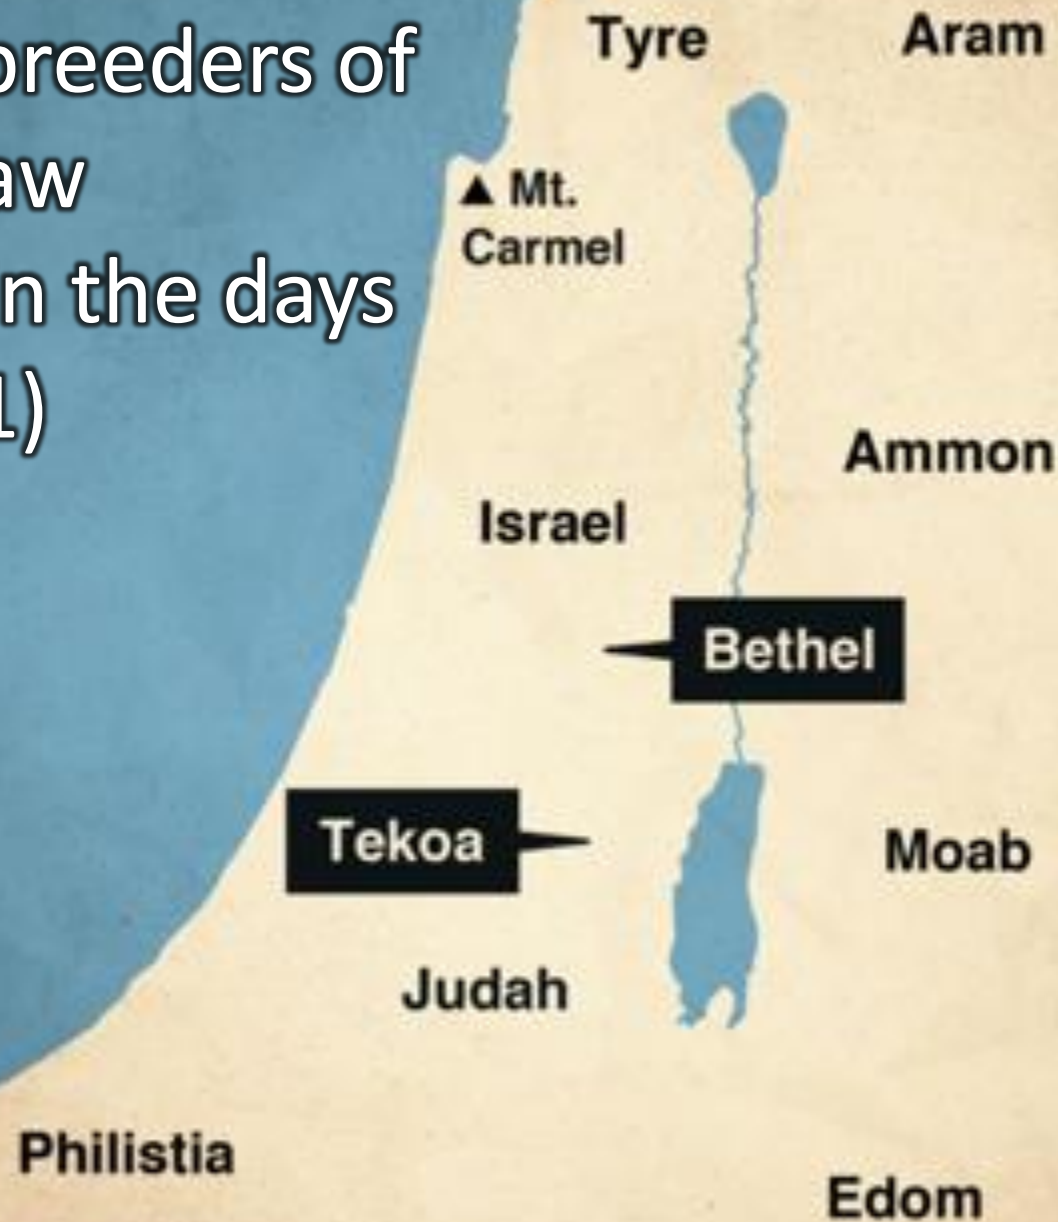 breeders of
aw
n the days
1)
Tyre
Aram
▲ Mt.
Carmel
Ammon
Israel
Bethel
Tekoa
Moab
Judah
Philistia
Edom